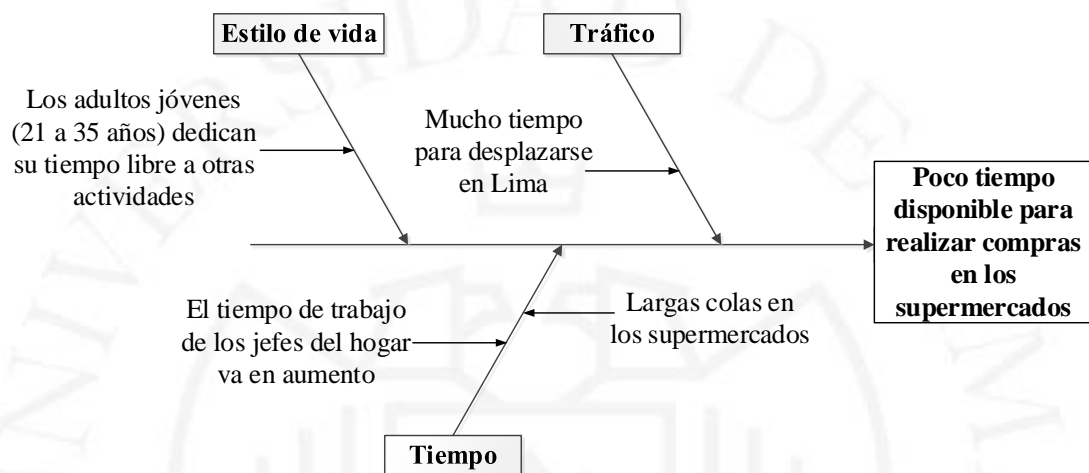 Estilo de vida
Tráfico
Los adultos jóvenes
(21 a 35 años) dedican
su tiempo libre a otras
actividades
Mucho tiempo
para desplazarse
en Lima
Poco tiempo
disponible para
realizar compras
en los
supermercados
El tiempo de trabajo
de los jefes del hogar
va en aumento
Largas colas en
los supermercados
Tiempo